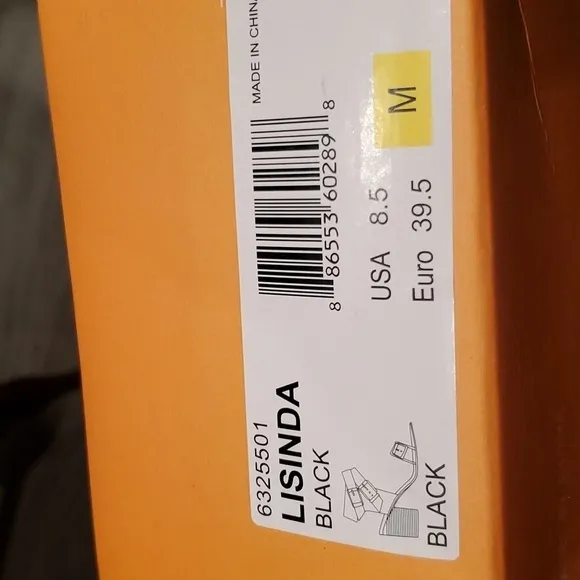 6325501
LISINDA
BLACK
MADE IN CHINA
8 86553 60289 8
USA 8.5 M
Euro 39.5
BLACK